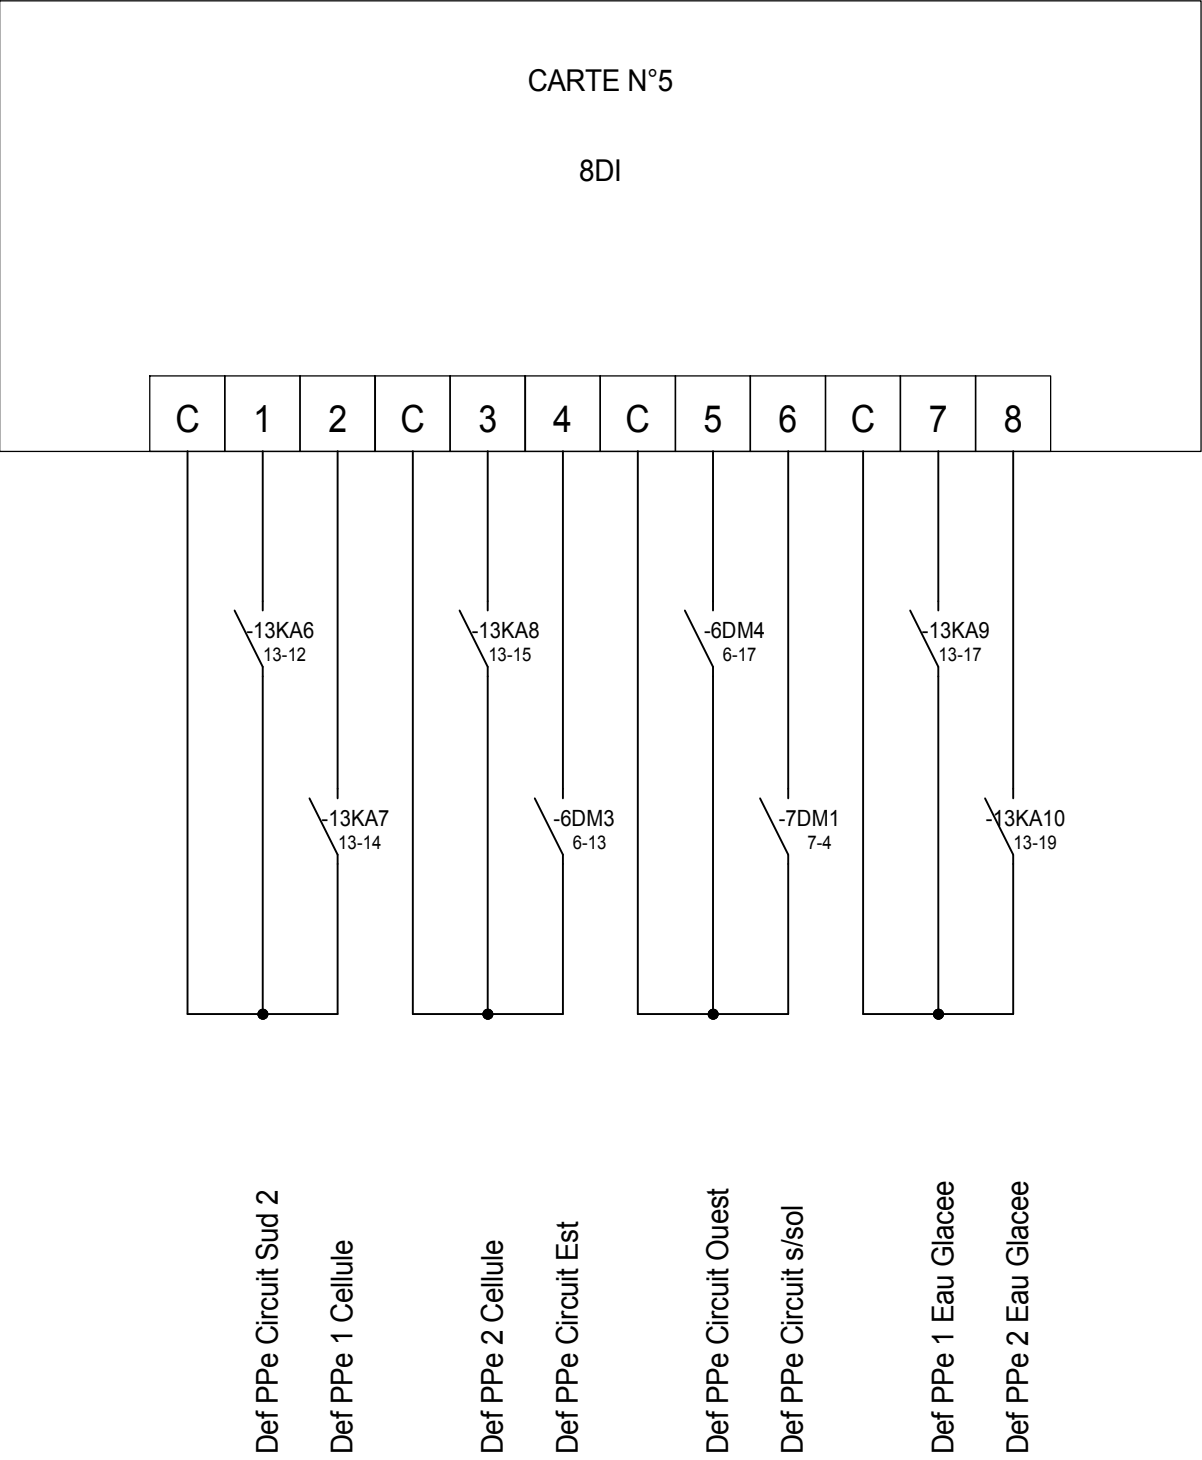 CARTE N°5
8DI
C 1 2 C 3 4 C 5 6 C 7 8
-13KA6
13-12
-13KA8
13-15
-6DM4
6-17
-13KA9
13-17
-13KA7
13-14
-6DM3
6-13
-7DM1
7-4
-13KA10
13-19
Def PPe Circuit Sud 2
Def PPe 1 Cellule
Def PPe 2 Cellule
Def PPe Circuit Est
Def PPe Circuit Ouest
Def PPe Circuit s/sol
Def PPe 1 Eau Glacee
Def PPe 2 Eau Glacee